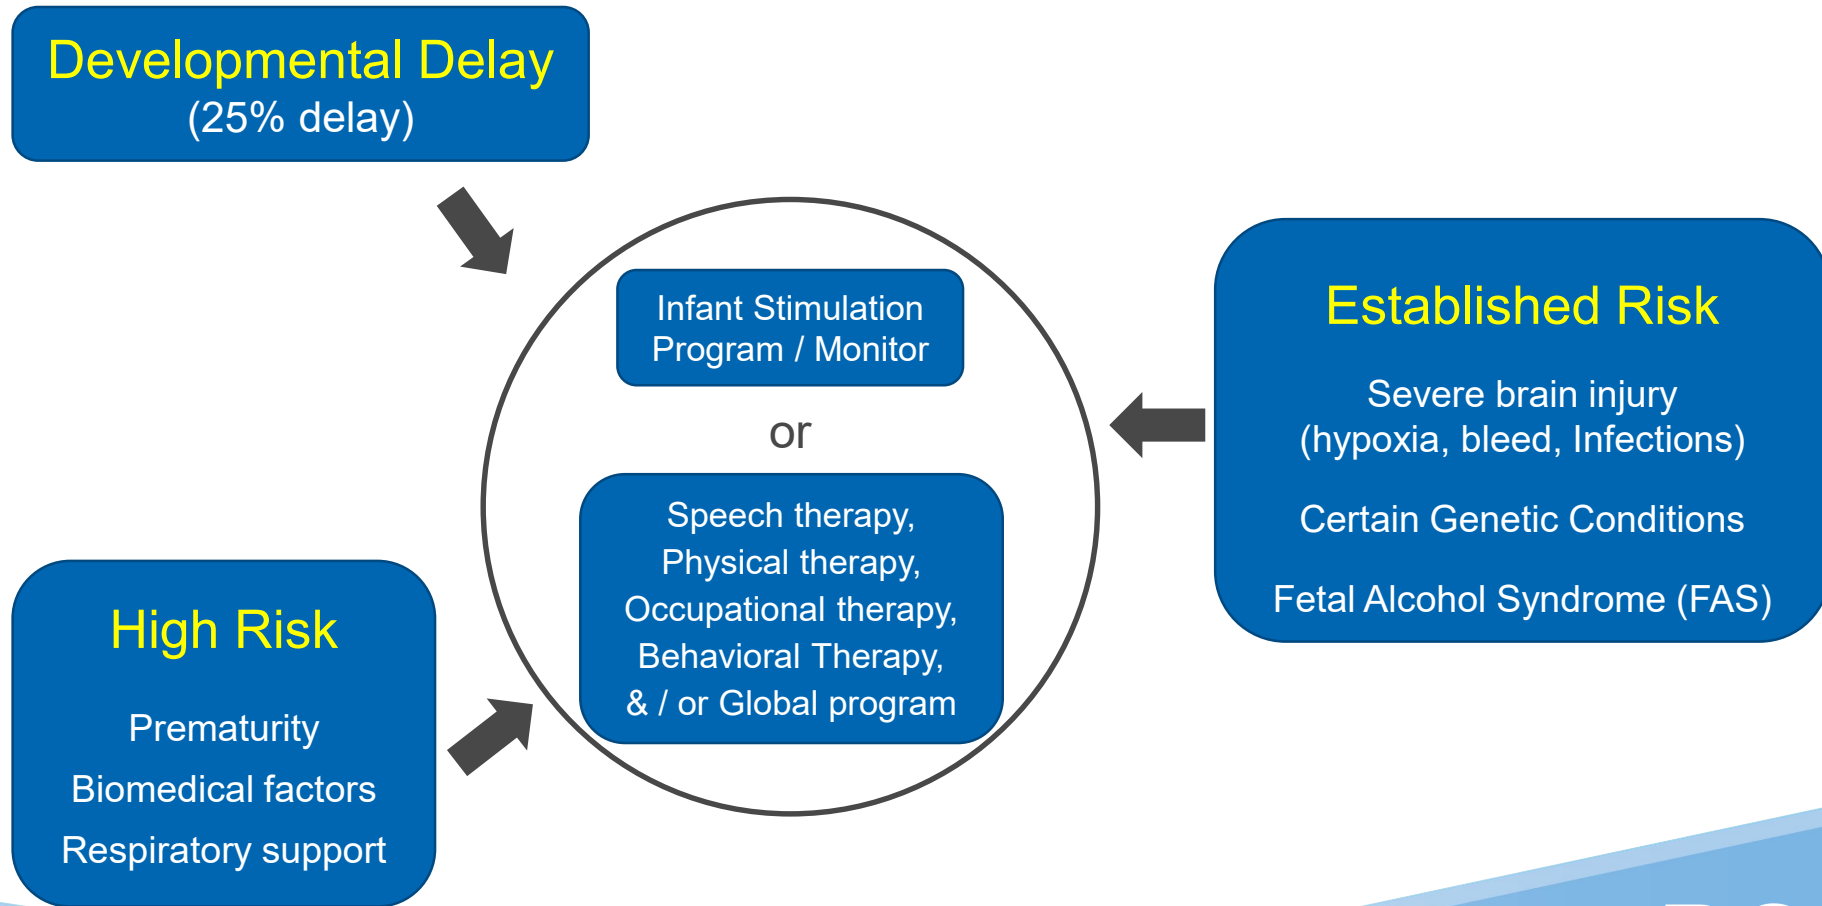 Developmental Delay
(25% delay)
Infant Stimulation
Program / Monitor
or
Speech therapy,
Physical therapy,
Occupational therapy,
Behavioral Therapy,
& / or Global program
Established Risk
Severe brain injury
(hypoxia, bleed, Infections)
Certain Genetic Conditions
Fetal Alcohol Syndrome (FAS)
High Risk
Prematurity
Biomedical factors
Respiratory support